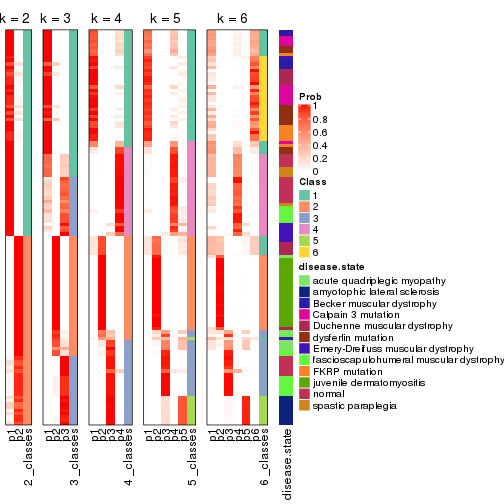 k = 2 k = 3 k = 4 k = 5 k = 6
Prob
1
0.8
0.6
0.4
0.2
0
Class
1
2
3
4
5
6
disease.state
acute quadriplegic myopathy
amyotophic lateral sclerosis
Becker muscular dystrophy
Calpain 3 mutation
Duchenne muscular dystrophy
dysferlin mutation
Emery-Dreifuss muscular dystrophy
fascioscapulohumeral muscular dystrophy
FKRP mutation
juvenile dermatomyositis
normal
spastic paraplegia
p1 p2 2_classes p1 p2 p3 3_classes p1 p2 p3 p4 4_classes p1 p2 p3 p4 p5 5_classes p1 p2 p3 p4 p5 p6 6_classes disease.state